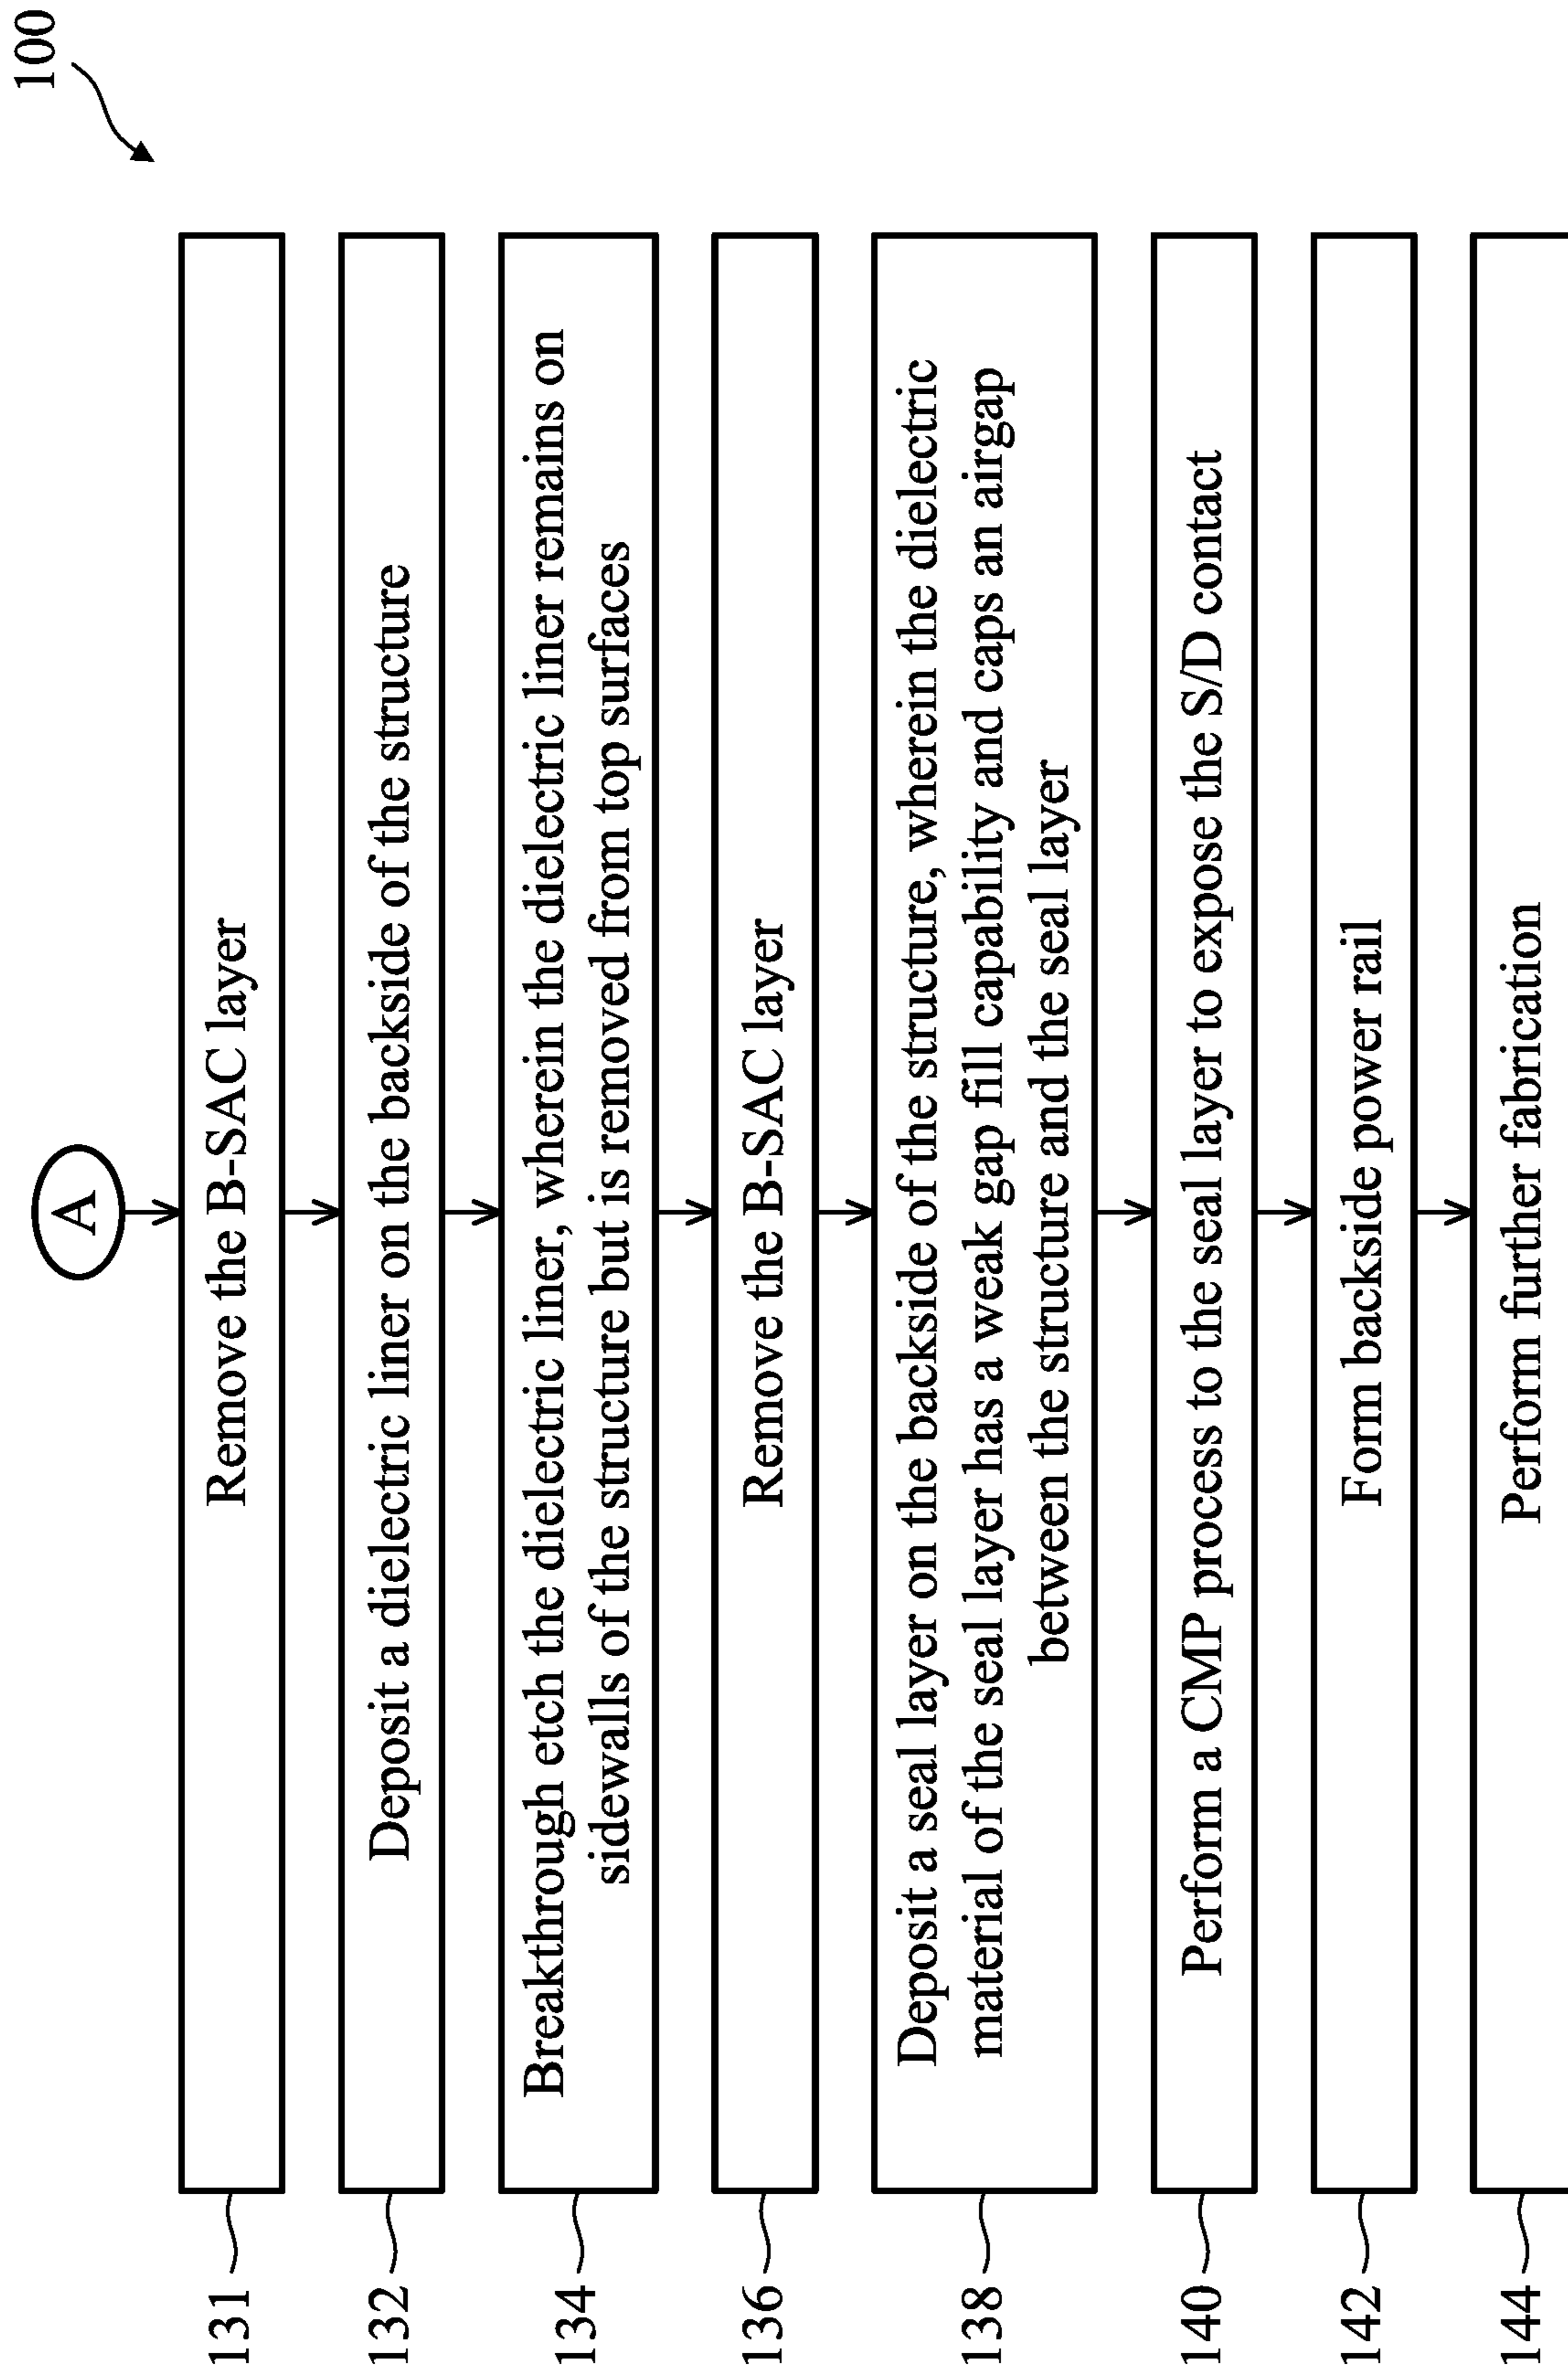 100
A
131
Remove the B-SAC layer
132
Deposit a dielectric liner on the backside of the structure
134
Breakthrough etch the dielectric liner, wherein the dielectric liner remains on
sidewalls of the structure but is removed from top surfaces
136
Remove the B-SAC layer
138
Deposit a seal layer on the backside of the structure, wherein the dielectric
material of the seal layer has a weak gap fill capability and caps an airgap
between the structure and the seal layer
140
Perform a CMP process to the seal layer to expose the S/D contact
142
Form backside power rail
144
Perform further fabrication